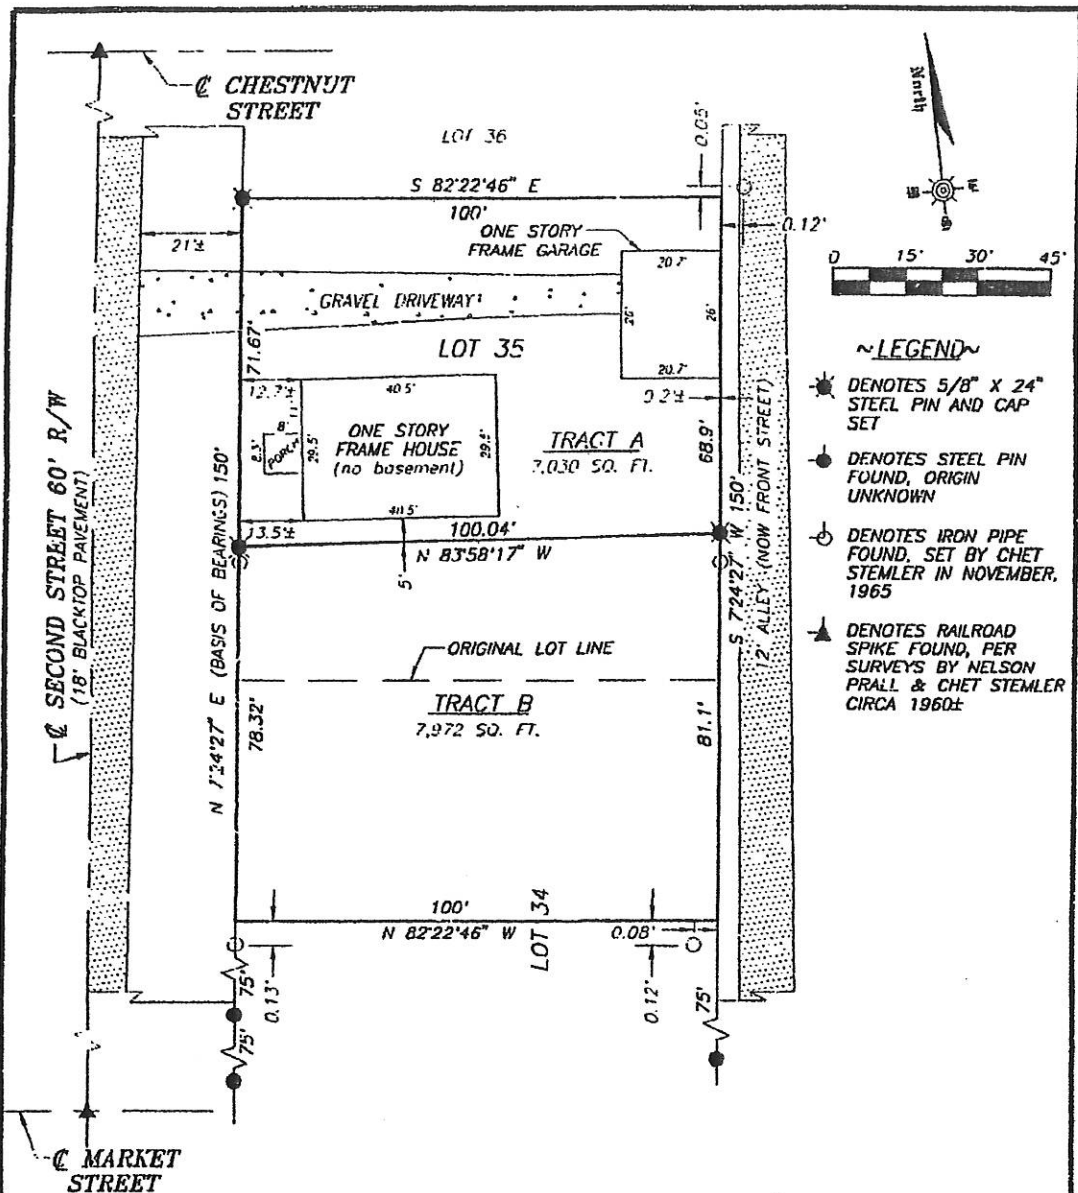 ℄ CHESTNUT
STREET
North
LOT 36
0.05'
S 82°22'46" E
100'
0.12'
21'±
ONE STORY
FRAME GARAGE
20.7'
26'
26'
20.7'
0.2'±
0 15' 30' 45'
GRAVEL DRIVEWAY
LOT 35
71.67'
12.7'±
40.5'
8'
8.3'
PORCH
29.5'
ONE STORY
FRAME HOUSE
(no basement)
29.5'
40.5'
13.5'±
TRACT A
7,030 SQ. FT.
68.9'
~LEGEND~
DENOTES 5/8" X 24"
STEEL PIN AND CAP
SET
DENOTES STEEL PIN
FOUND, ORIGIN
UNKNOWN
DENOTES IRON PIPE
FOUND, SET BY CHET
STEMLER IN NOVEMBER,
1965
DENOTES RAILROAD
SPIKE FOUND, PER
SURVEYS BY NELSON
PRALL & CHET STEMLER
CIRCA 1960±
100.04'
N 83°58'17" W
5'
℄ SECOND STREET 60' R/W
(18' BLACKTOP PAVEMENT)
N 7°24'27" E (BASIS OF BEARINGS) 150'
S 7°24'27" W 150'
12' ALLEY (NOW FRONT STREET)
ORIGINAL LOT LINE
TRACT B
7,972 SQ. FT.
78.32'
81.1'
100'
N 82°22'46" W
LOT 34
0.08'
0.13'
0.12'
75'
75'
75'
℄ MARKET
STREET